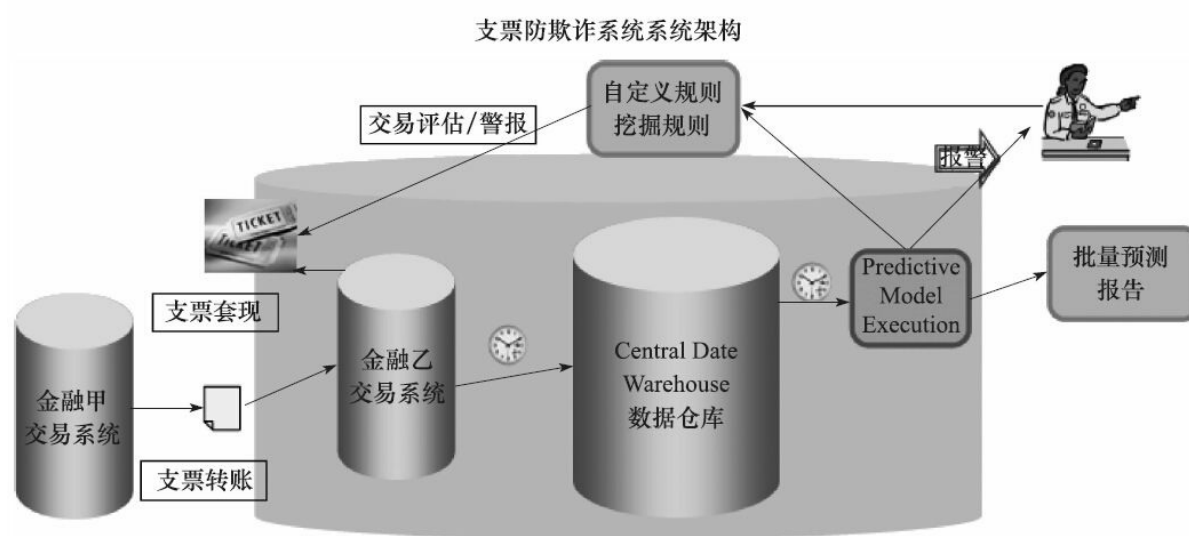 支票防欺诈系统系统架构
自定义规则
挖掘规则
交易评估/警报
报警
TICKET
TICKET
支票套现
金融甲
交易系统
支票转账
金融乙
交易系统
Central Date
Warehouse
数据仓库
Predictive
Model
Execution
批量预测
报告